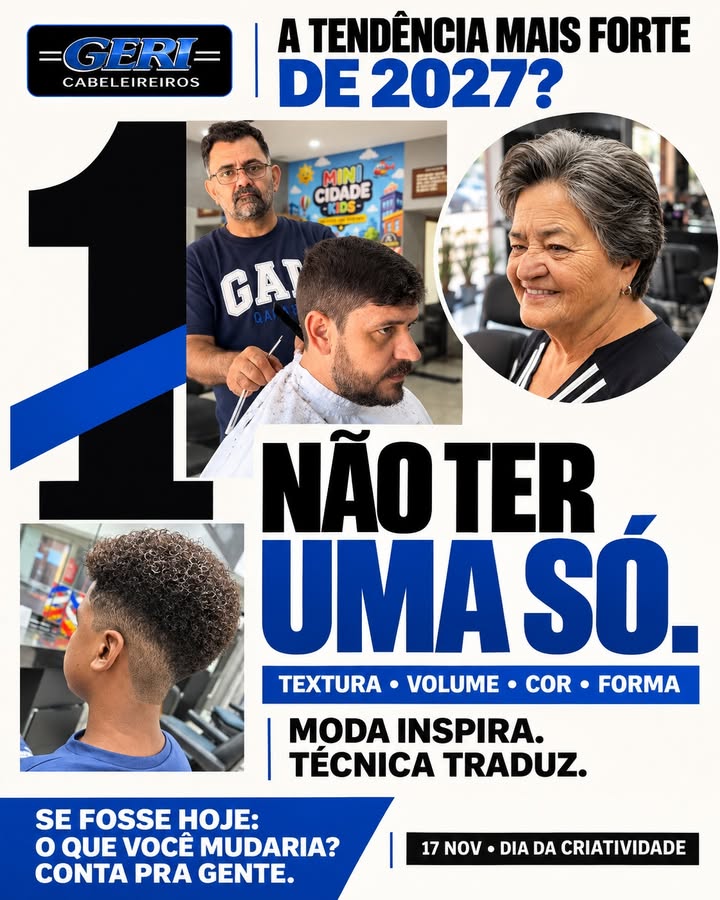 GERI
CABELEIREIROS
A TENDÊNCIA MAIS FORTE
DE 2027?
1
MINI
CIDADE
KIDS
GAP
NÃO TER
UMA SÓ.
TEXTURA • VOLUME • COR • FORMA
MODA INSPIRA.
TÉCNICA TRADUZ.
SE FOSSE HOJE:
O QUE VOCÊ MUDARIA?
CONTA PRA GENTE.
17 NOV • DIA DA CRIATIVIDADE